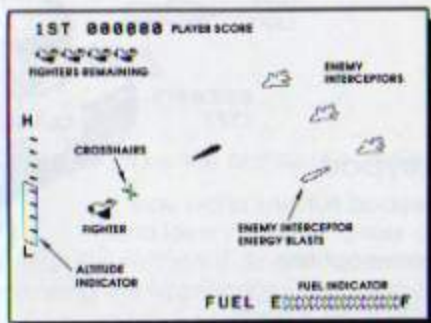 1ST 000000 PLAYER SCORE
FIGHTERS REMAINING
ENEMY
INTERCEPTORS
H
CROSSHAIRS
FIGHTER
ENEMY INTERCEPTOR
ENERGY BLASTS
L
ALTITUDE
INDICATOR
FUEL INDICATOR
FUEL E F